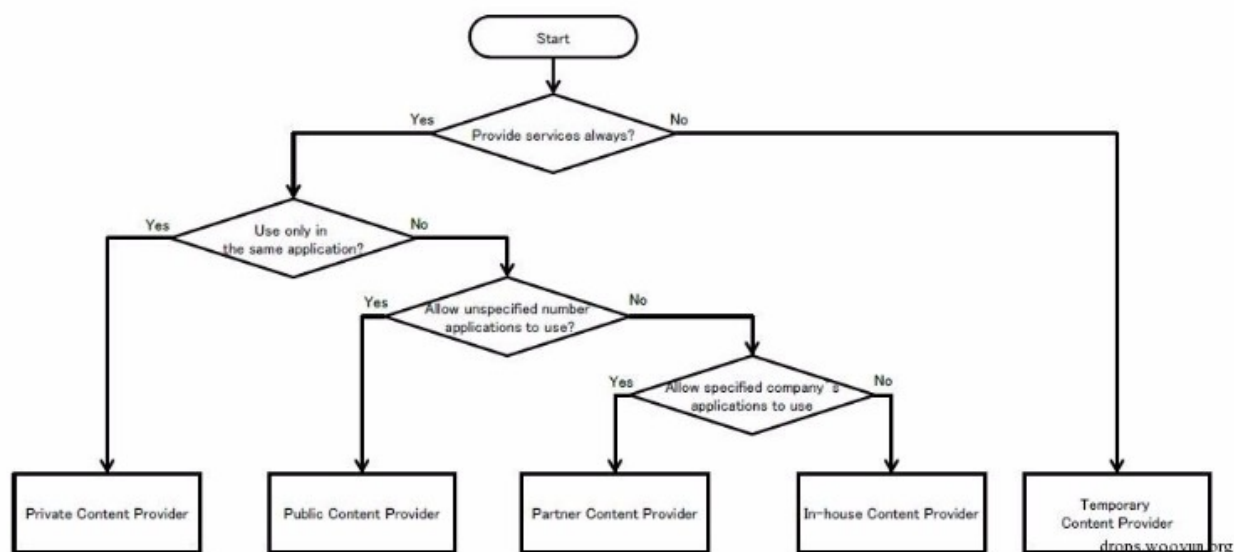 Start
Provide services always?
Yes
No
Use only in
the same application?
Yes
No
Allow unspecified number
applications to use?
Yes
No
Allow specified company´s
applications to use
Yes
No
Private Content Provider
Public Content Provider
Partner Content Provider
In-house Content Provider
Temporary
Content Provider
drops.wooyun.org